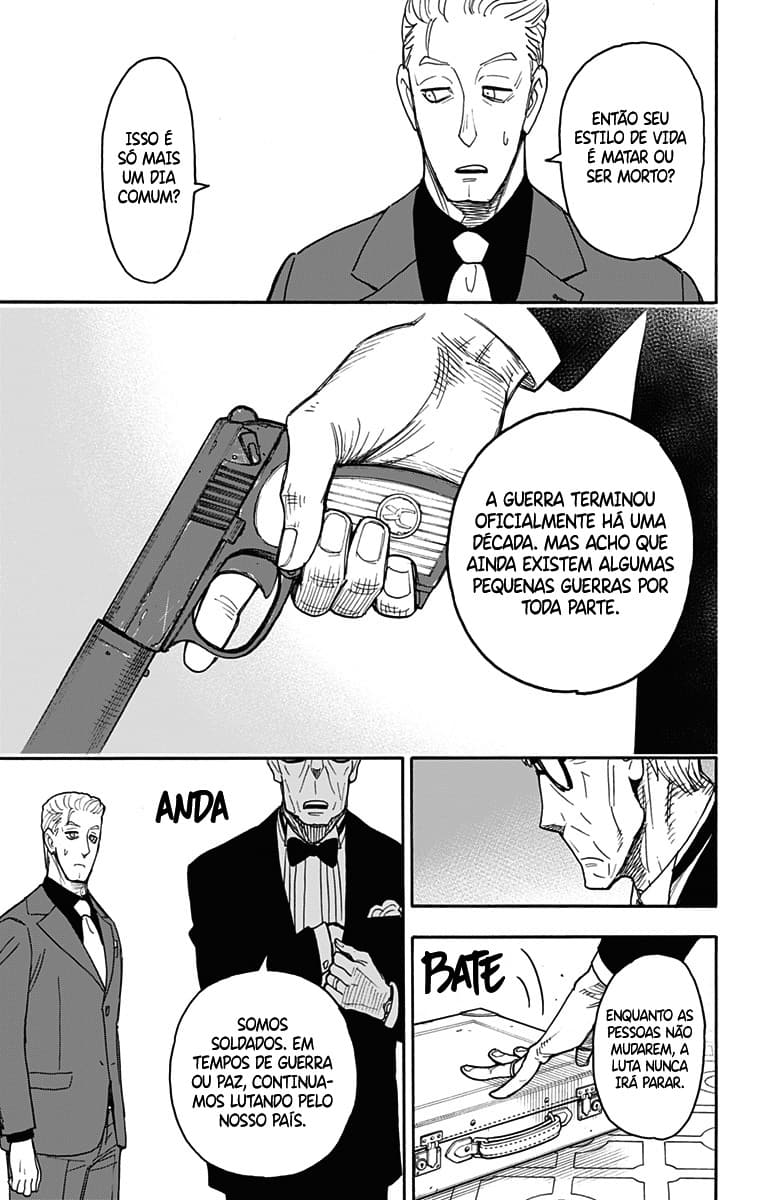 ENTÃO SEU
ESTILO DE VIDA
É MATAR OU
SER MORTO?
ISSO É
SÓ MAIS
UM DIA
COMUM?
A GUERRA TERMINOU
OFICIALMENTE HÁ UMA
DÉCADA. MAS ACHO QUE
AINDA EXISTEM ALGUMAS
PEQUENAS GUERRAS POR
TODA PARTE.
BATE
ENQUANTO AS
PESSOAS NÃO
MUDAREM, A
LUTA NUNCA
IRÁ PARAR.
ANDA
SOMOS
SOLDADOS. EM
TEMPOS DE GUERRA
OU PAZ, CONTINUA-
MOS LUTANDO PELO
NOSSO PAÍS.